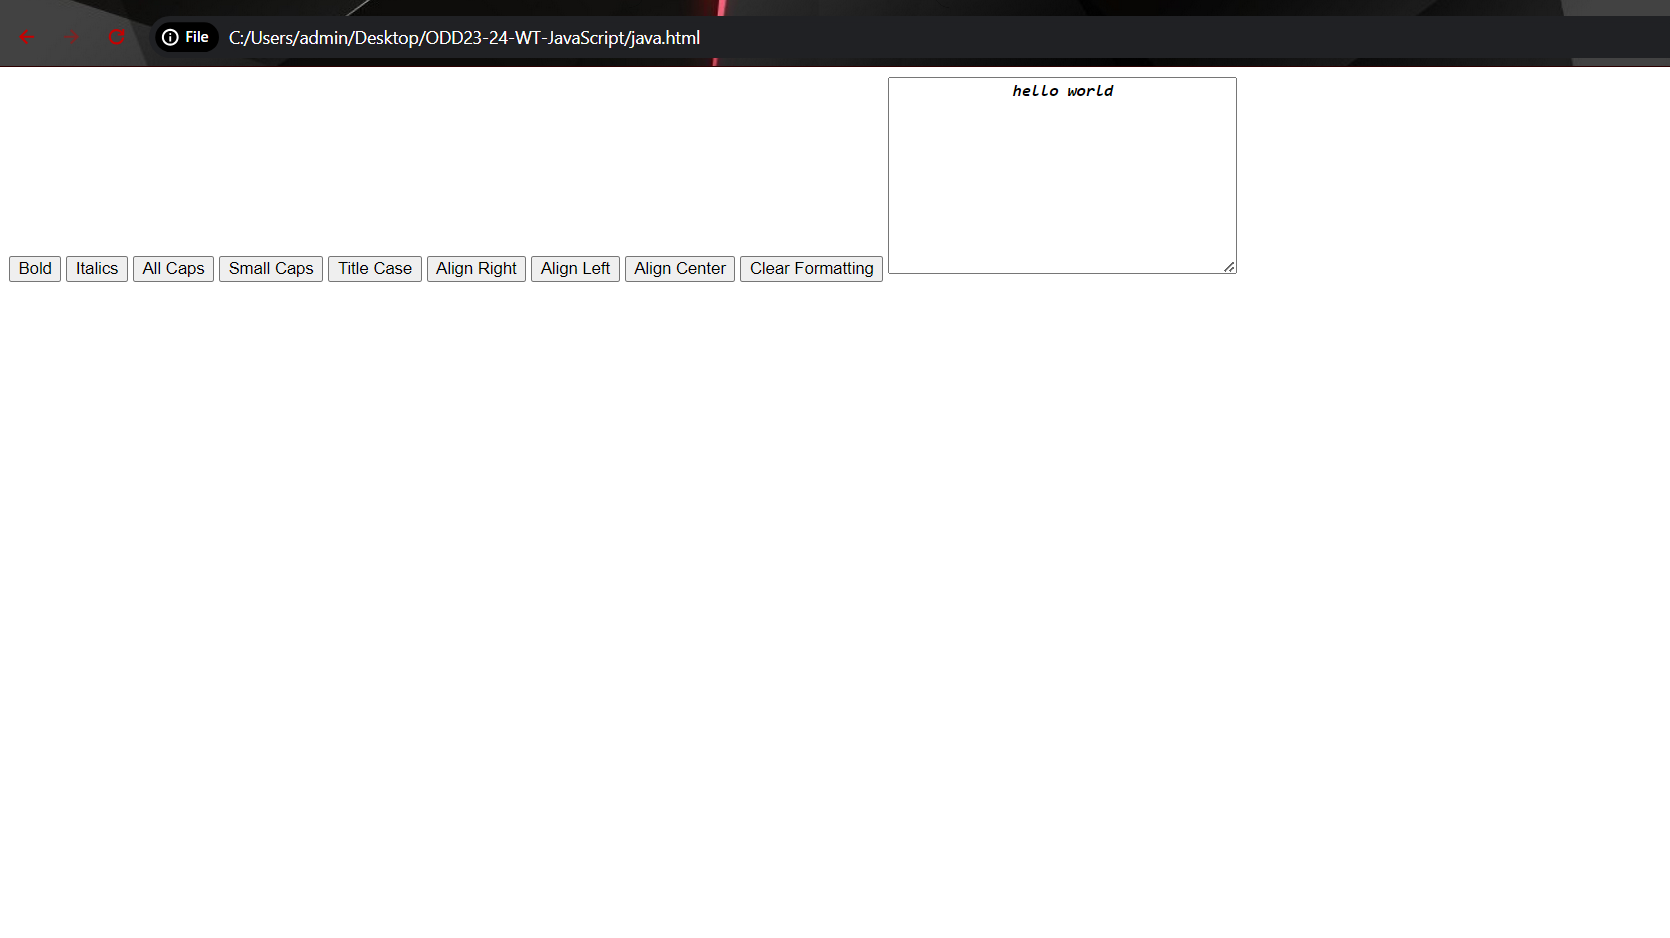 File C:/Users/admin/Desktop/ODD23-24-WT-JavaScript/java.html
hello world
Bold Italics All Caps Small Caps Title Case Align Right Align Left Align Center Clear Formatting